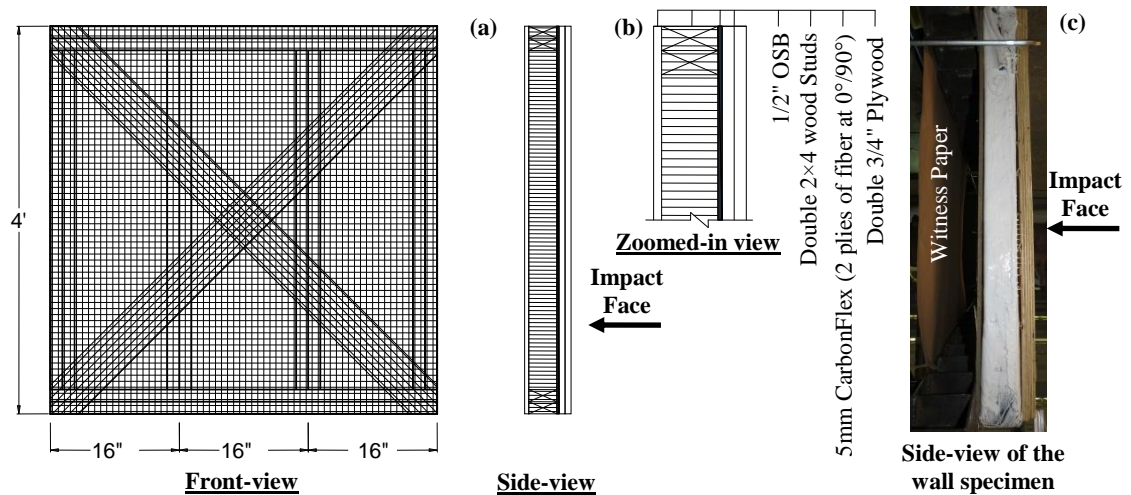 (a)
4'
16"
16"
16"
Front-view
Side-view
Impact
Face
(b)
Zoomed-in view
1/2" OSB
Double 2×4 wood Studs
5mm CarbonFlex (2 plies of fiber at 0°/90°)
Double 3/4" Plywood
(c)
Witness Paper
Impact
Face
Side-view of the
wall specimen